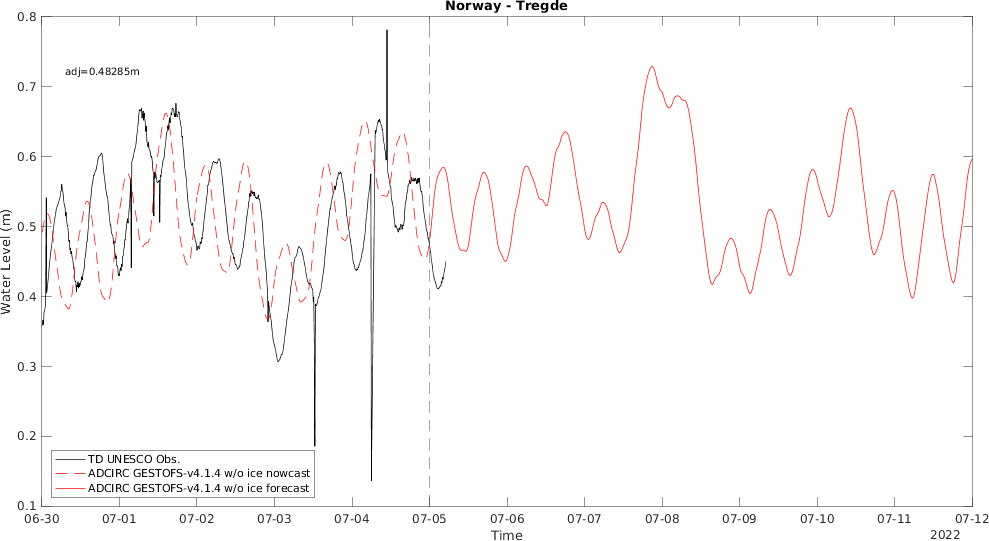 Norway - Tregde
0.8
0.7
0.6
0.5
0.4
0.3
0.2
0.1
Water Level (m)
adj=0.48285m
TD UNESCO Obs.
ADCIRC GESTOFS-v4.1.4 w/o ice nowcast
ADCIRC GESTOFS-v4.1.4 w/o ice forecast
06-30 07-01 07-02 07-03 07-04 07-05 07-06 07-07 07-08 07-09 07-10 07-11 07-12
Time
2022